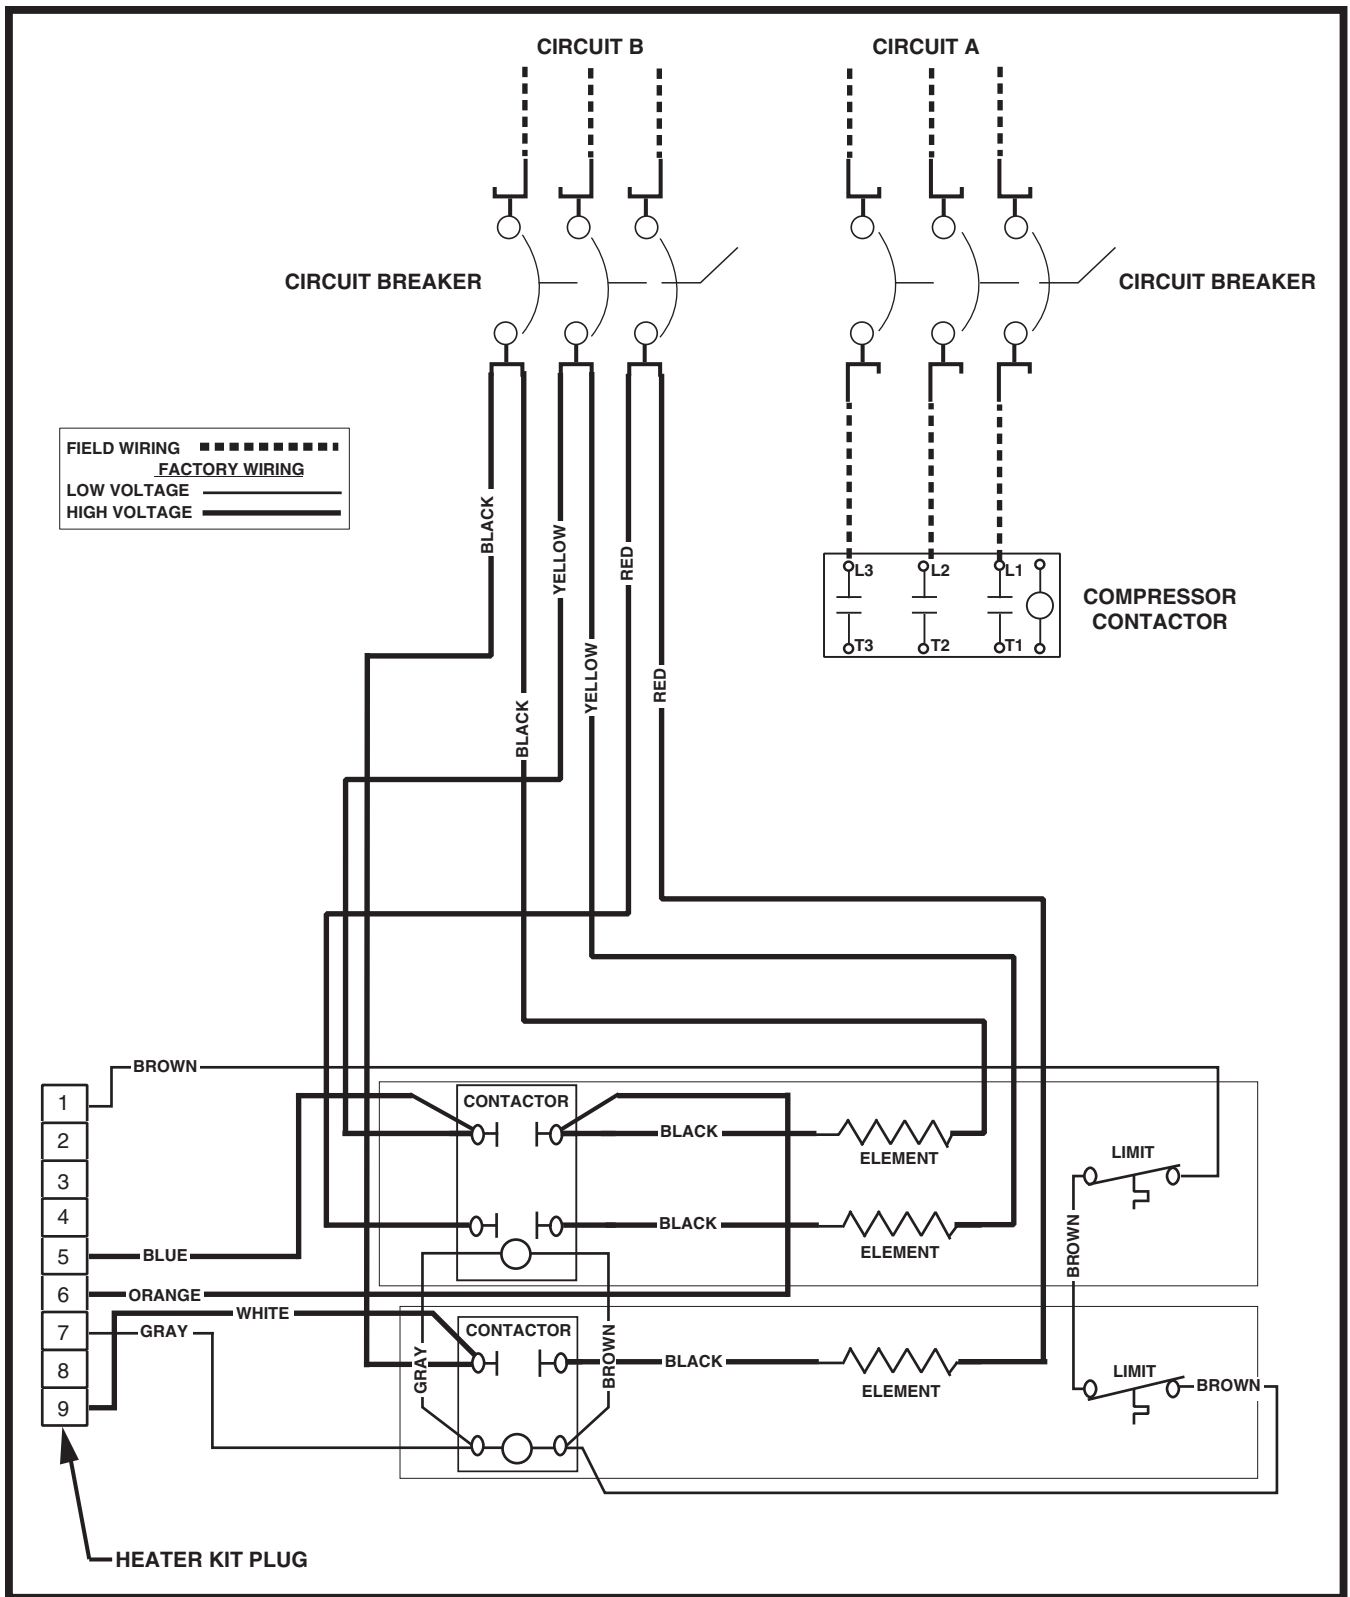 CIRCUIT B
CIRCUIT A
CIRCUIT BREAKER
CIRCUIT BREAKER
FIELD WIRING
FACTORY WIRING
LOW VOLTAGE
HIGH VOLTAGE
BLACK
YELLOW
RED
BLACK
YELLOW
RED
L3
L2
L1
T3
T2
T1
COMPRESSOR
CONTACTOR
BROWN
1
2
3
4
5
6
7
8
9
CONTACTOR
BLACK
ELEMENT
LIMIT
BLACK
ELEMENT
BROWN
BLUE
ORANGE
WHITE
GRAY
CONTACTOR
GRAY
BROWN
BLACK
ELEMENT
LIMIT
BROWN
HEATER KIT PLUG